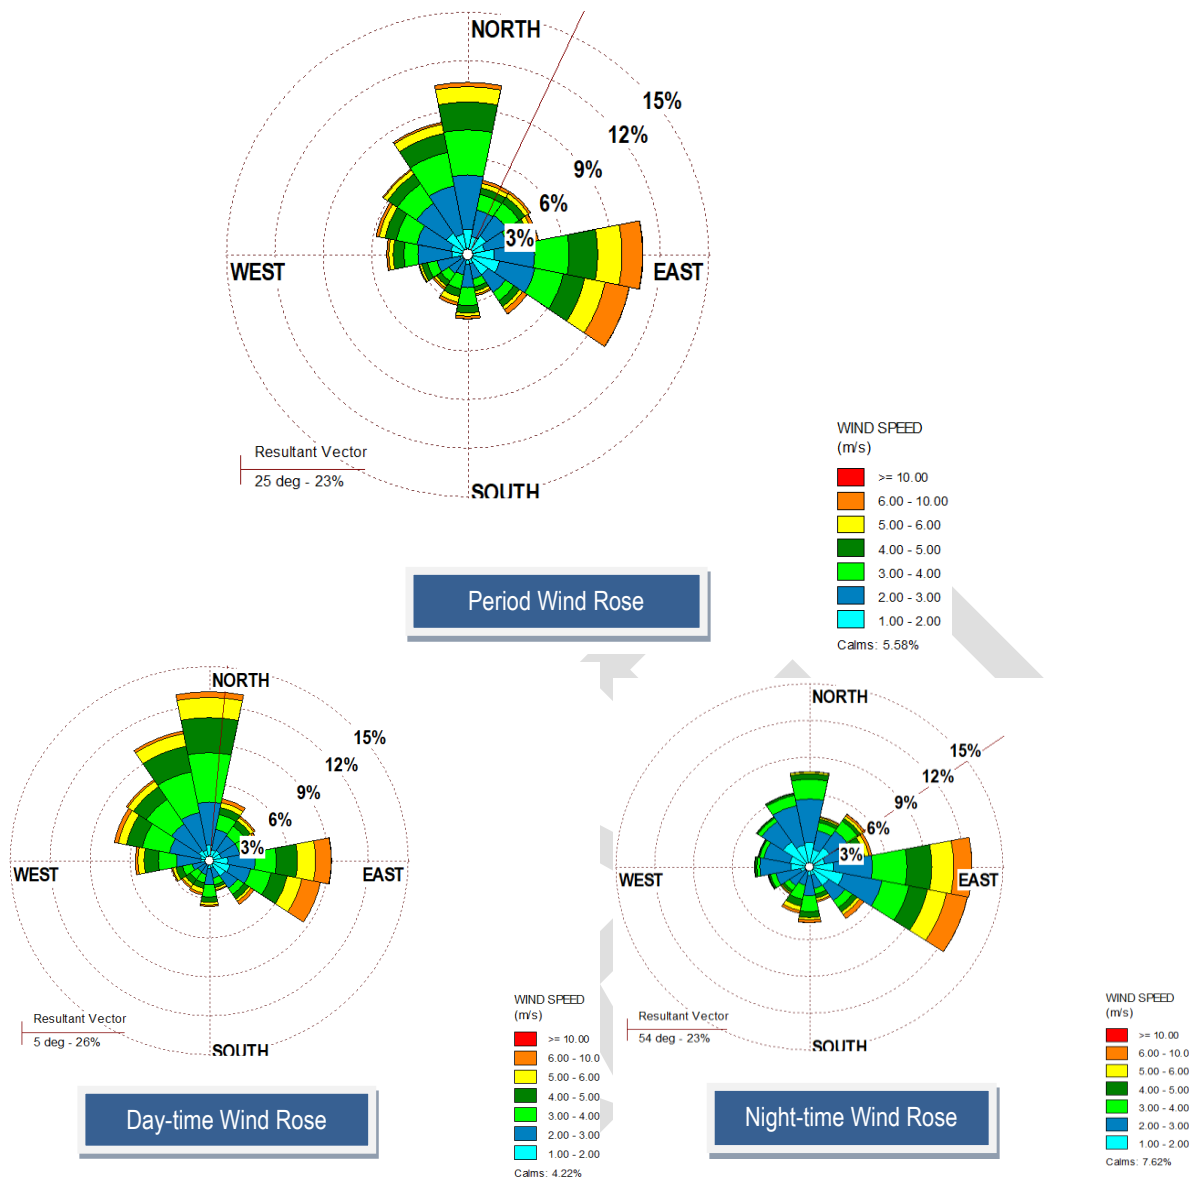 NORTH
15%
12%
9%
6%
3%
WEST
EAST
SOUTH
Resultant Vector
25 deg - 23%
WIND SPEED
(m/s)
>= 10.00
6.00 - 10.00
5.00 - 6.00
4.00 - 5.00
3.00 - 4.00
2.00 - 3.00
1.00 - 2.00
Calms: 5.58%
Period Wind Rose
NORTH
15%
12%
9%
6%
3%
WEST
EAST
SOUTH
Resultant Vector
5 deg - 26%
WIND SPEED
(m/s)
>= 10.00
6.00 - 10.0
5.00 - 6.00
4.00 - 5.00
3.00 - 4.00
2.00 - 3.00
1.00 - 2.00
Calms: 4.22%
Day-time Wind Rose
NORTH
15%
12%
9%
6%
3%
WEST
EAST
SOUTH
Resultant Vector
54 deg - 23%
WIND SPEED
(m/s)
>= 10.00
6.00 - 10.0
5.00 - 6.00
4.00 - 5.00
3.00 - 4.00
2.00 - 3.00
1.00 - 2.00
Calms: 7.62%
Night-time Wind Rose